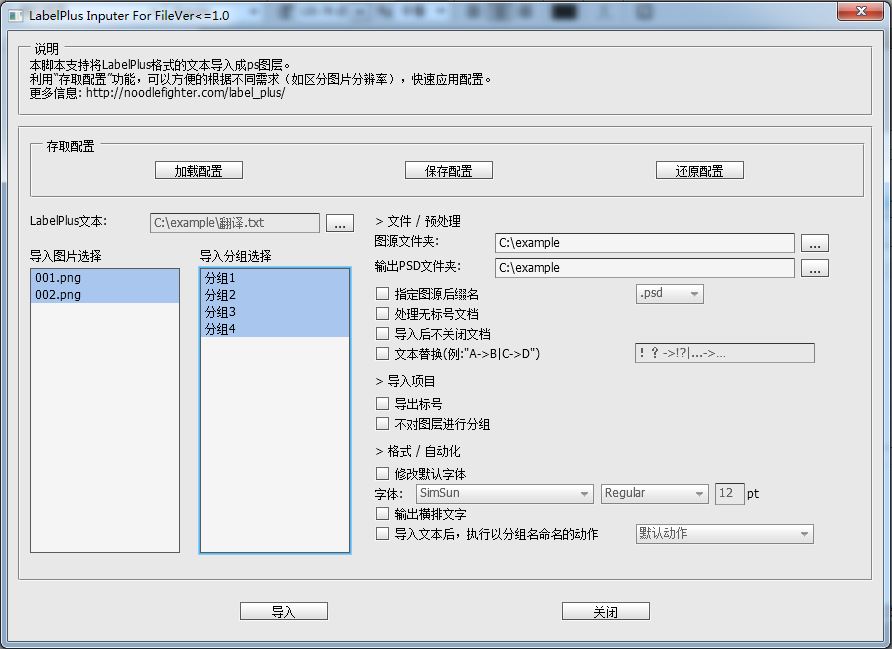 LabelPlus Inputer For FileVer<=1.0
说明
本脚本支持将LabelPlus格式的文本导入成ps图层。
利用"存取配置"功能，可以方便的根据不同需求（如区分图片分辨率），快速应用配置。
更多信息: http://noodlefighter.com/label_plus/
存取配置
加载配置 保存配置 还原配置
LabelPlus文本: C:\example\翻译.txt ...
导入图片选择
001.png
002.png
导入分组选择
分组1
分组2
分组3
分组4
> 文件 / 预处理
图源文件夹: C:\example ...
输出PSD文件夹: C:\example ...
指定图源后缀名 .psd
处理无标号文档
导入后不关闭文档
文本替换(例:"A->B|C->D") ！？->!?|...->...
> 导入项目
导出标号
不对图层进行分组
> 格式 / 自动化
修改默认字体
字体: SimSun Regular 12 pt
输出横排文字
导入文本后，执行以分组名命名的动作 默认动作
导入 关闭